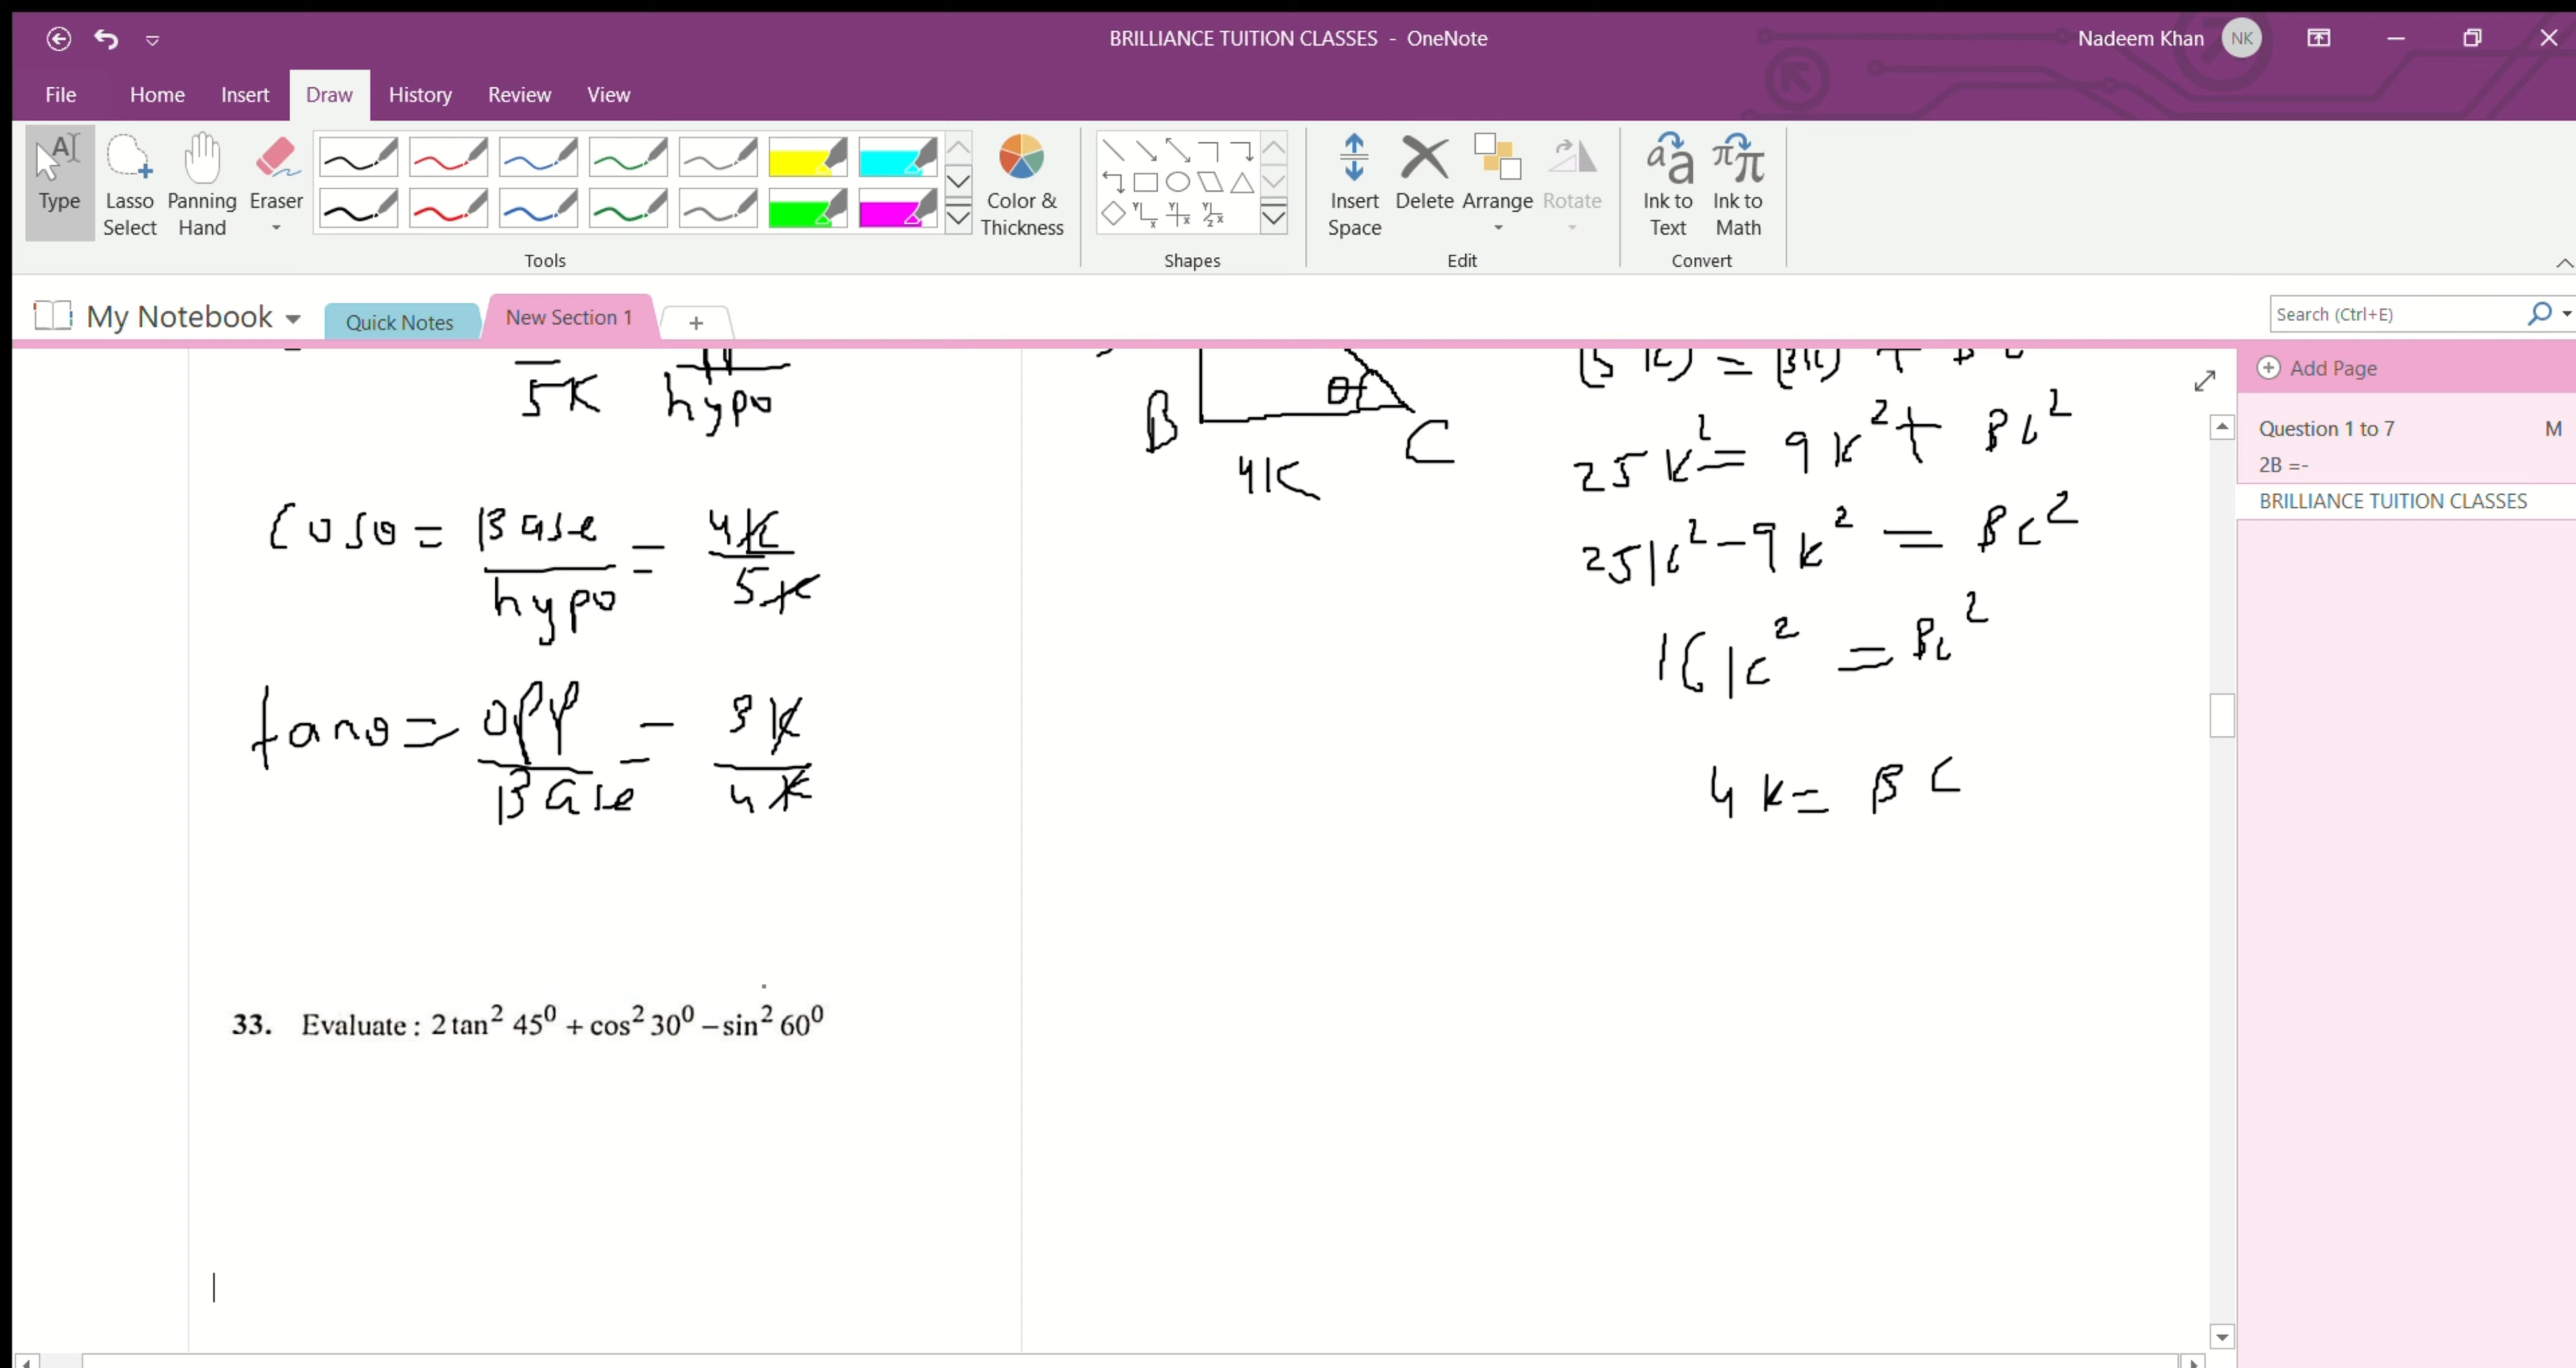 BRILLIANCE TUITION CLASSES - OneNote
Nadeem Khan NK
File Home Insert Draw History Review View
Type
Lasso Select
Panning Hand
Eraser
Color & Thickness
Insert Space
Delete
Arrange
Rotate
Ink to Text
Ink to Math
Tools
Shapes
Edit
Convert
My Notebook
Quick Notes
New Section 1
+
Search (Ctrl+E)
Add Page
Question 1 to 7 M
2B =-
BRILLIANCE TUITION CLASSES
5K hypo
Cosθ = Base/hypo = 4K/5K
tanθ = opp/Base = 3K/4K
B θ C
4K
25K² = 9K² + BC²
25K² - 9K² = BC²
16K² = BC²
4K = BC
33. Evaluate : 2 tan² 45⁰ + cos² 30⁰ – sin² 60⁰